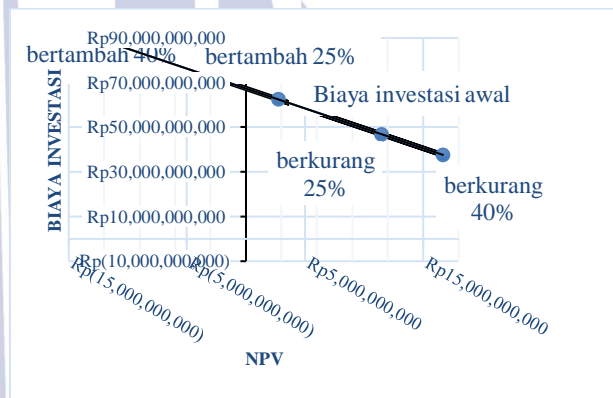 Rp90,000,000,000
bertambah 40%
bertambah 25%
Rp70,000,000,000
Biaya investasi awal
Rp50,000,000,000
berkurang
25%
Rp30,000,000,000
berkurang
40%
Rp10,000,000,000
Rp(10,000,000,000)
BIAYA INVESTASI
Rp(15,000,000,000)
Rp(5,000,000,000)
Rp5,000,000,000
Rp15,000,000,000
NPV